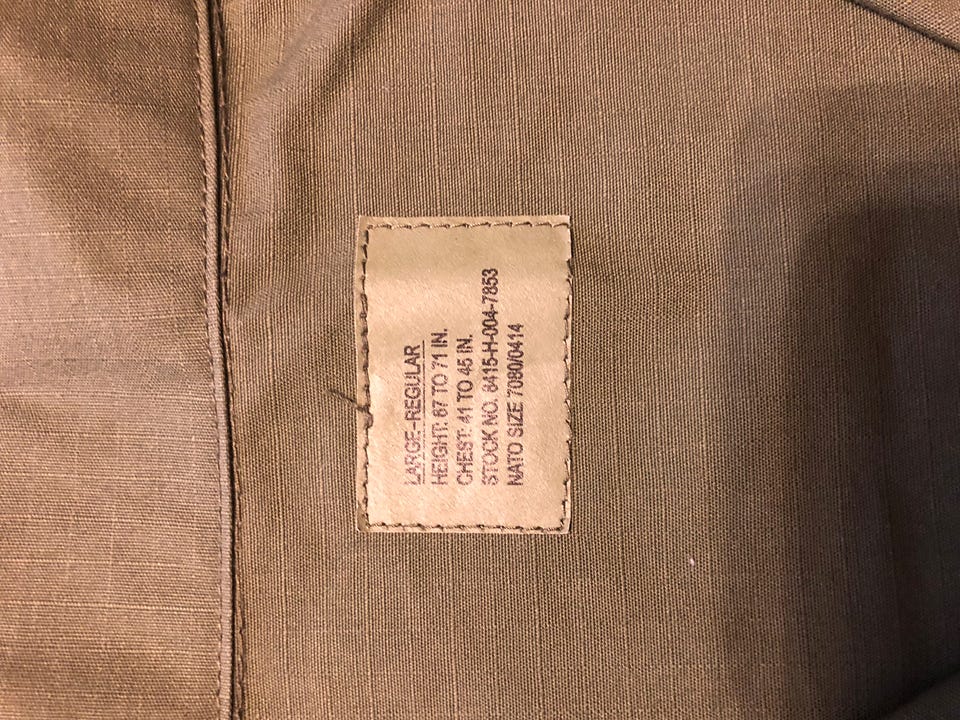 LARGE-REGULAR
HEIGHT: 67 TO 71 IN.
CHEST: 41 TO 45 IN.
STOCK NO. 8415-H-004-7853
NATO SIZE 7080/0414